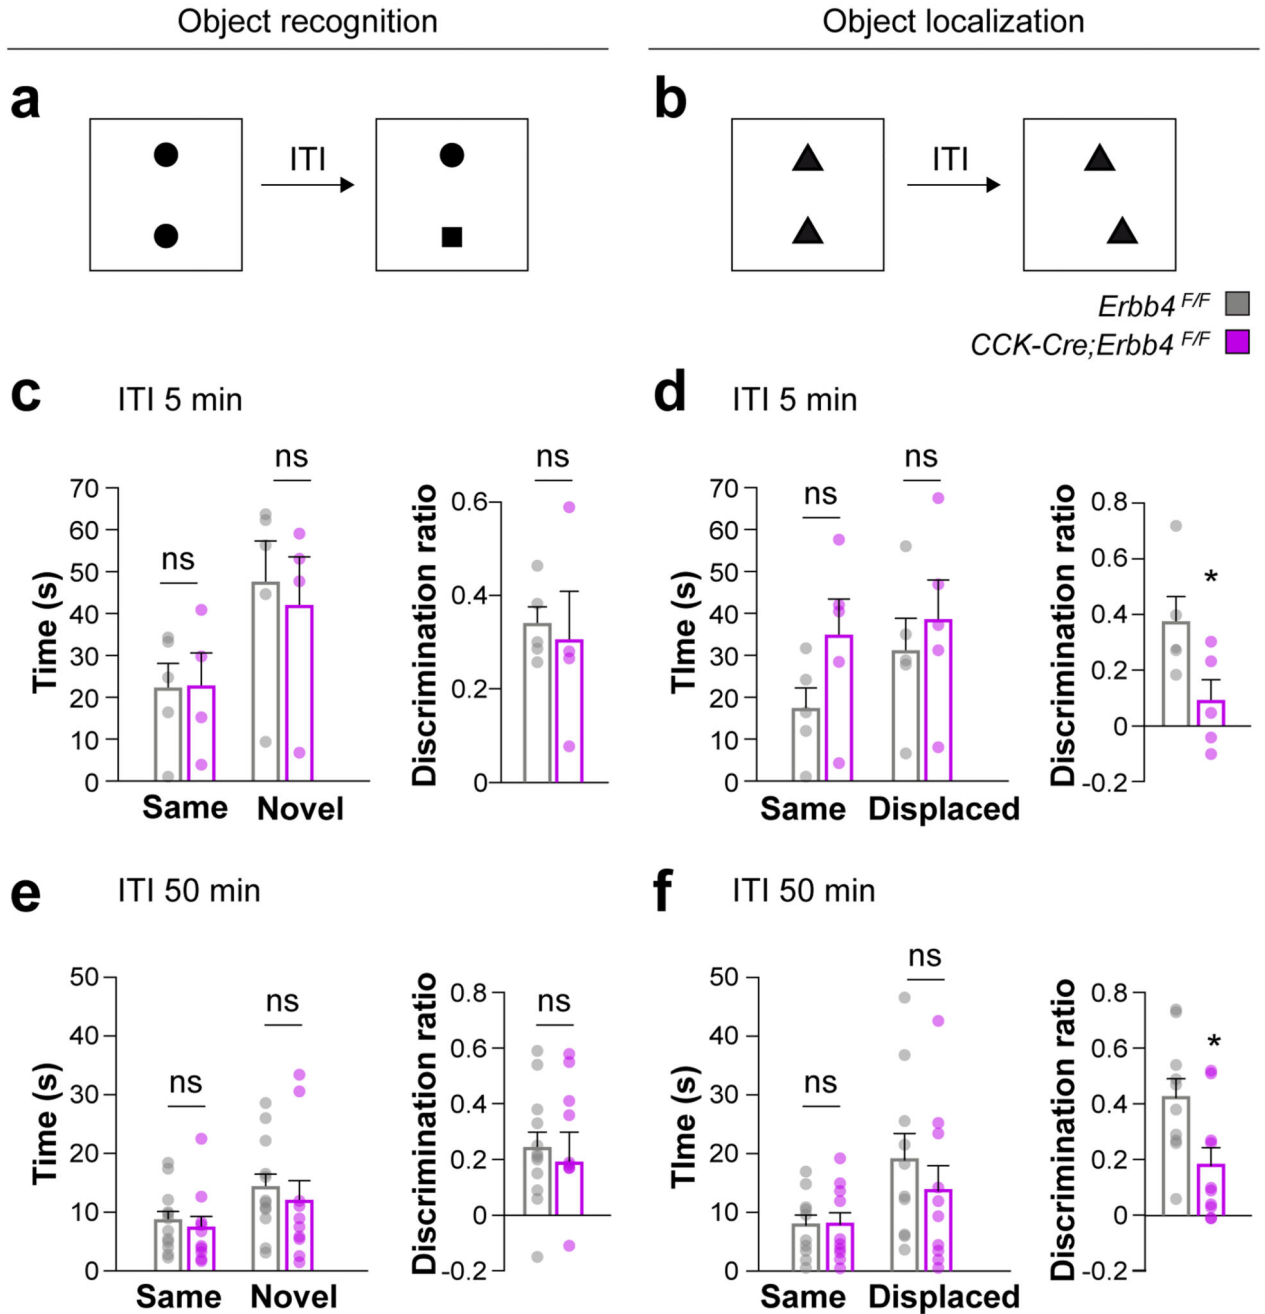 Object recognition
Object localization
a
ITI
b
ITI
Erbb4 F/F
CCK-Cre;Erbb4 F/F
c
ITI 5 min
Time (s)
70
60
50
40
30
20
10
0
ns
ns
Same
Novel
Discrimination ratio
0.6
0.4
0.2
0
ns
d
ITI 5 min
TIme (s)
70
60
50
40
30
20
10
0
ns
ns
Same
Displaced
Discrimination ratio
0.8
0.6
0.4
0.2
0
-0.2
*
e
ITI 50 min
Time (s)
50
40
30
20
10
0
ns
ns
Same
Novel
Discrimination ratio
0.8
0.6
0.4
0.2
0
-0.2
ns
f
ITI 50 min
TIme (s)
50
40
30
20
10
0
ns
ns
Same
Displaced
Discrimination ratio
0.8
0.6
0.4
0.2
0
-0.2
*